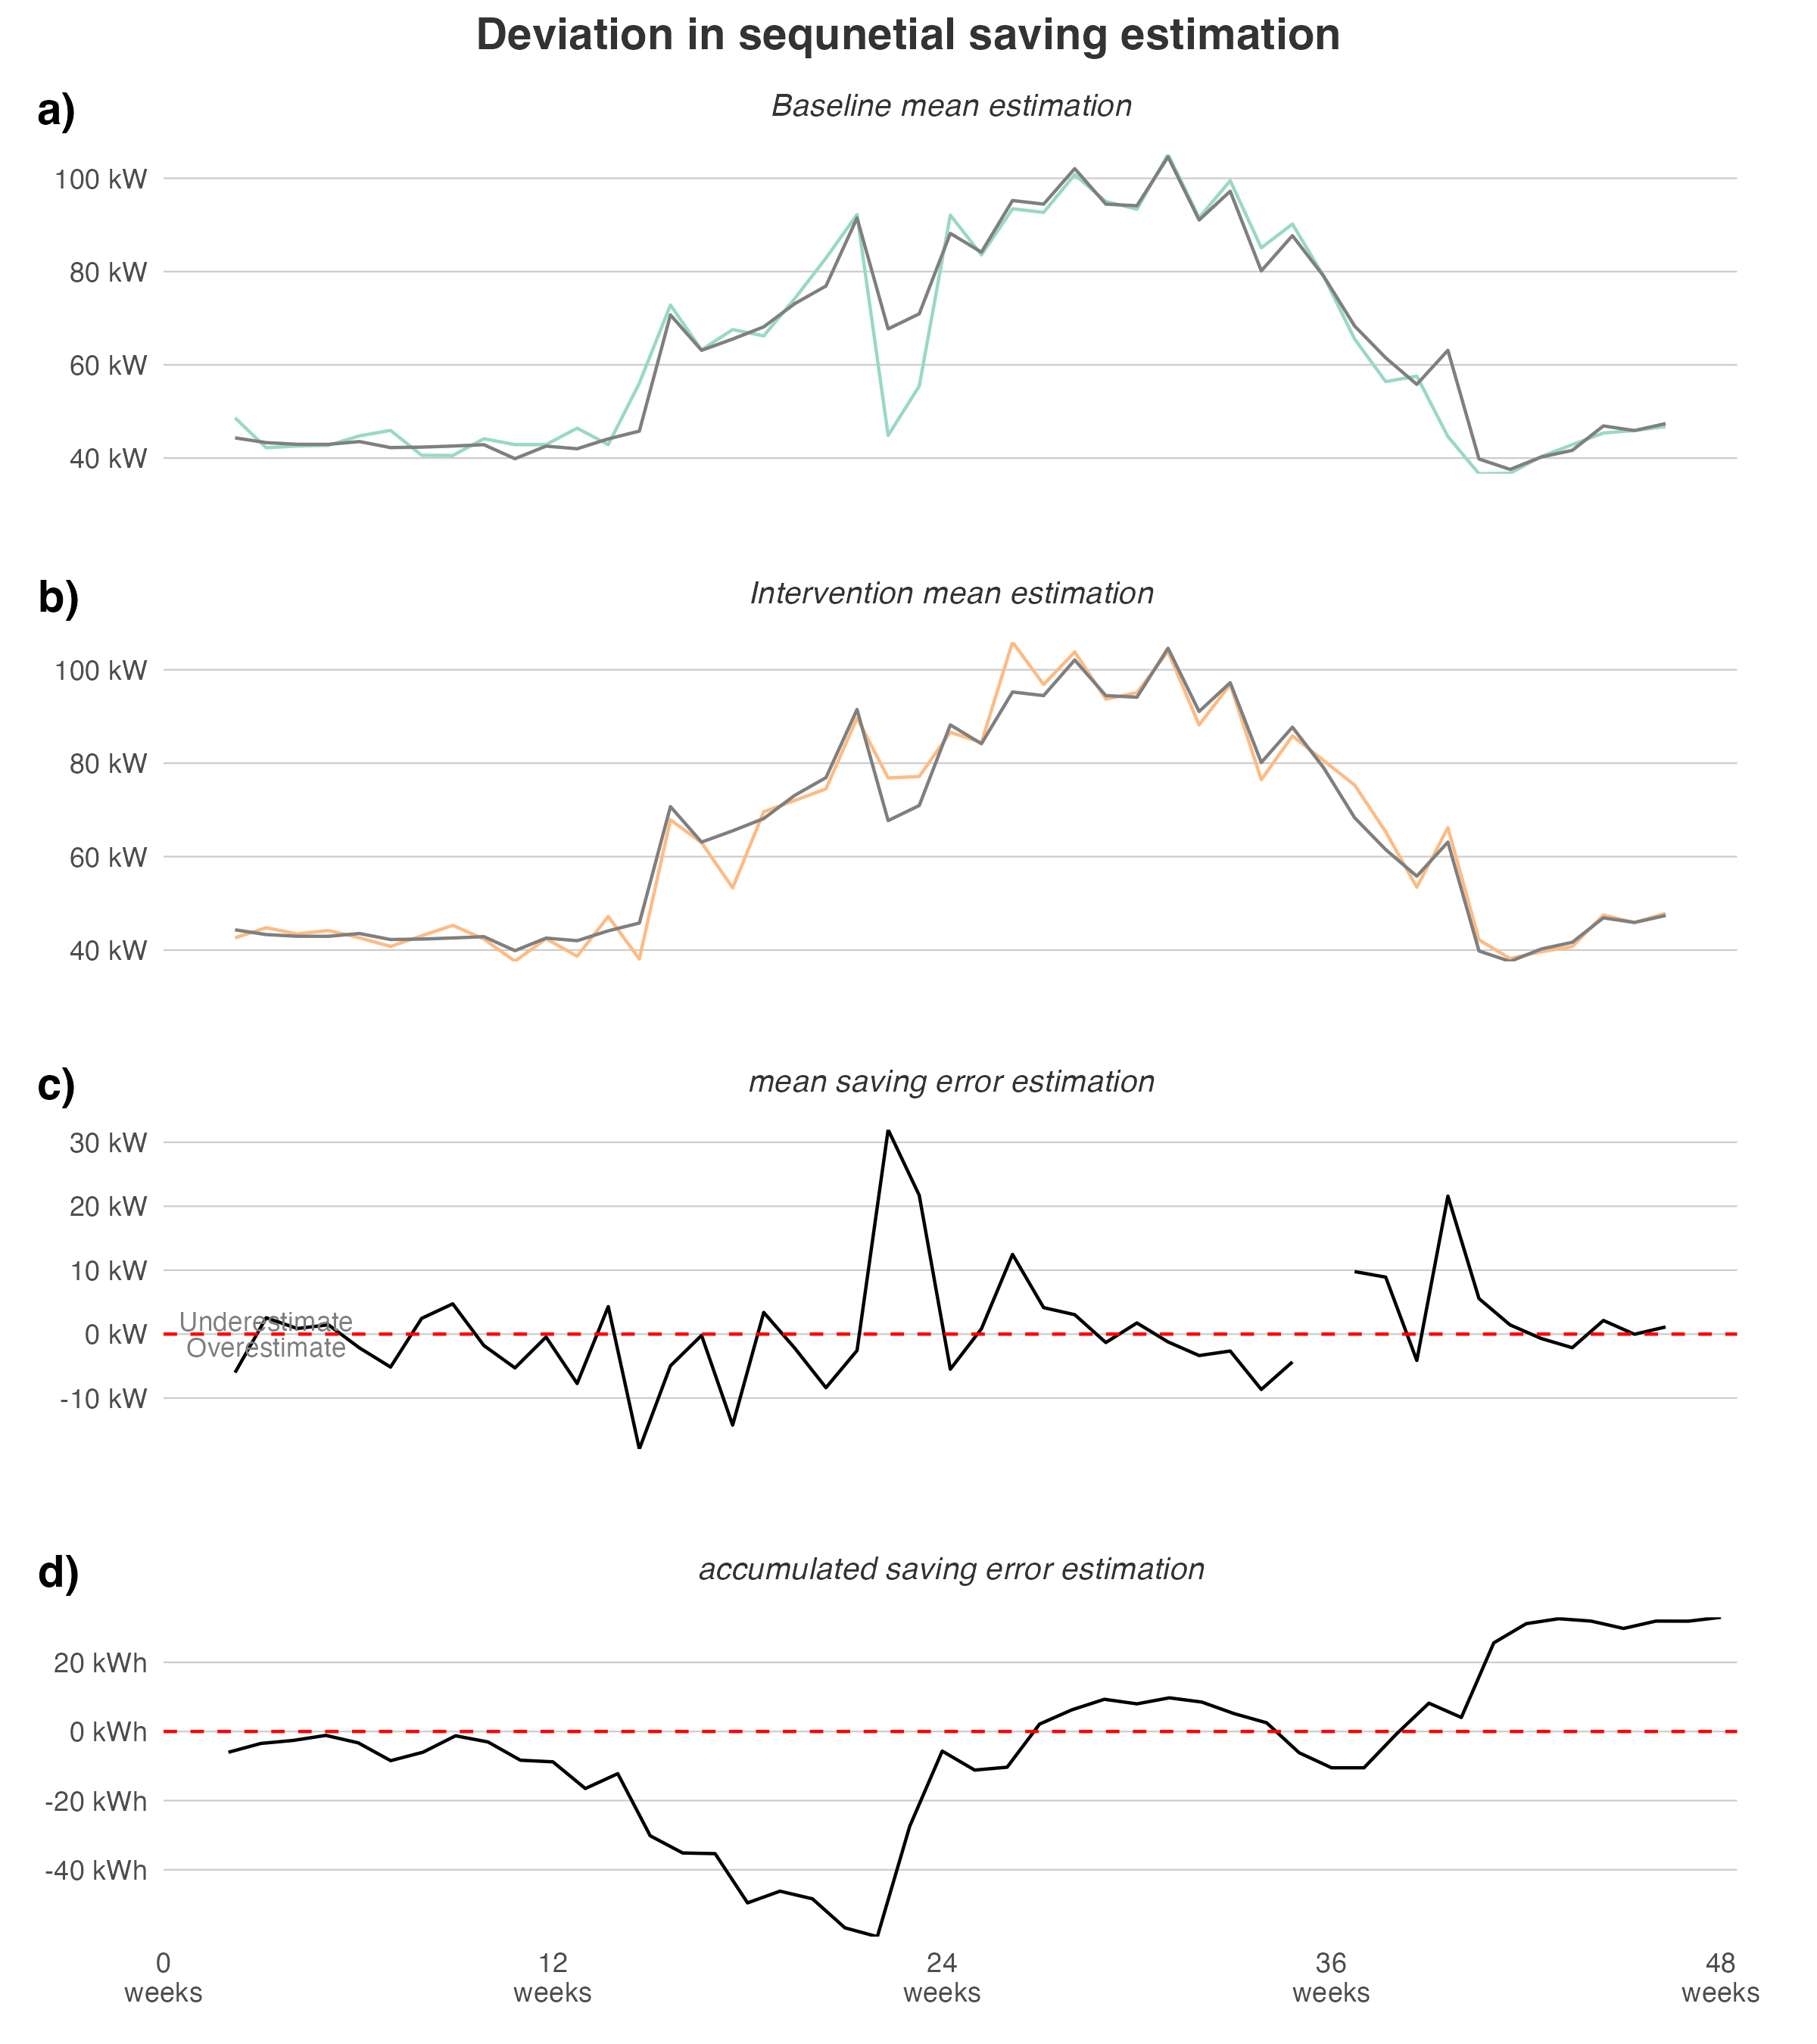 Deviation in sequnetial saving estimation
a)
Baseline mean estimation
100 kW
80 kW
60 kW
40 kW
b)
Intervention mean estimation
100 kW
80 kW
60 kW
40 kW
c)
mean saving error estimation
30 kW
20 kW
10 kW
Underestimate
0 kW
Overestimate
-10 kW
d)
accumulated saving error estimation
20 kWh
0 kWh
-20 kWh
-40 kWh
0 12 24 36 48
weeks weeks weeks weeks weeks